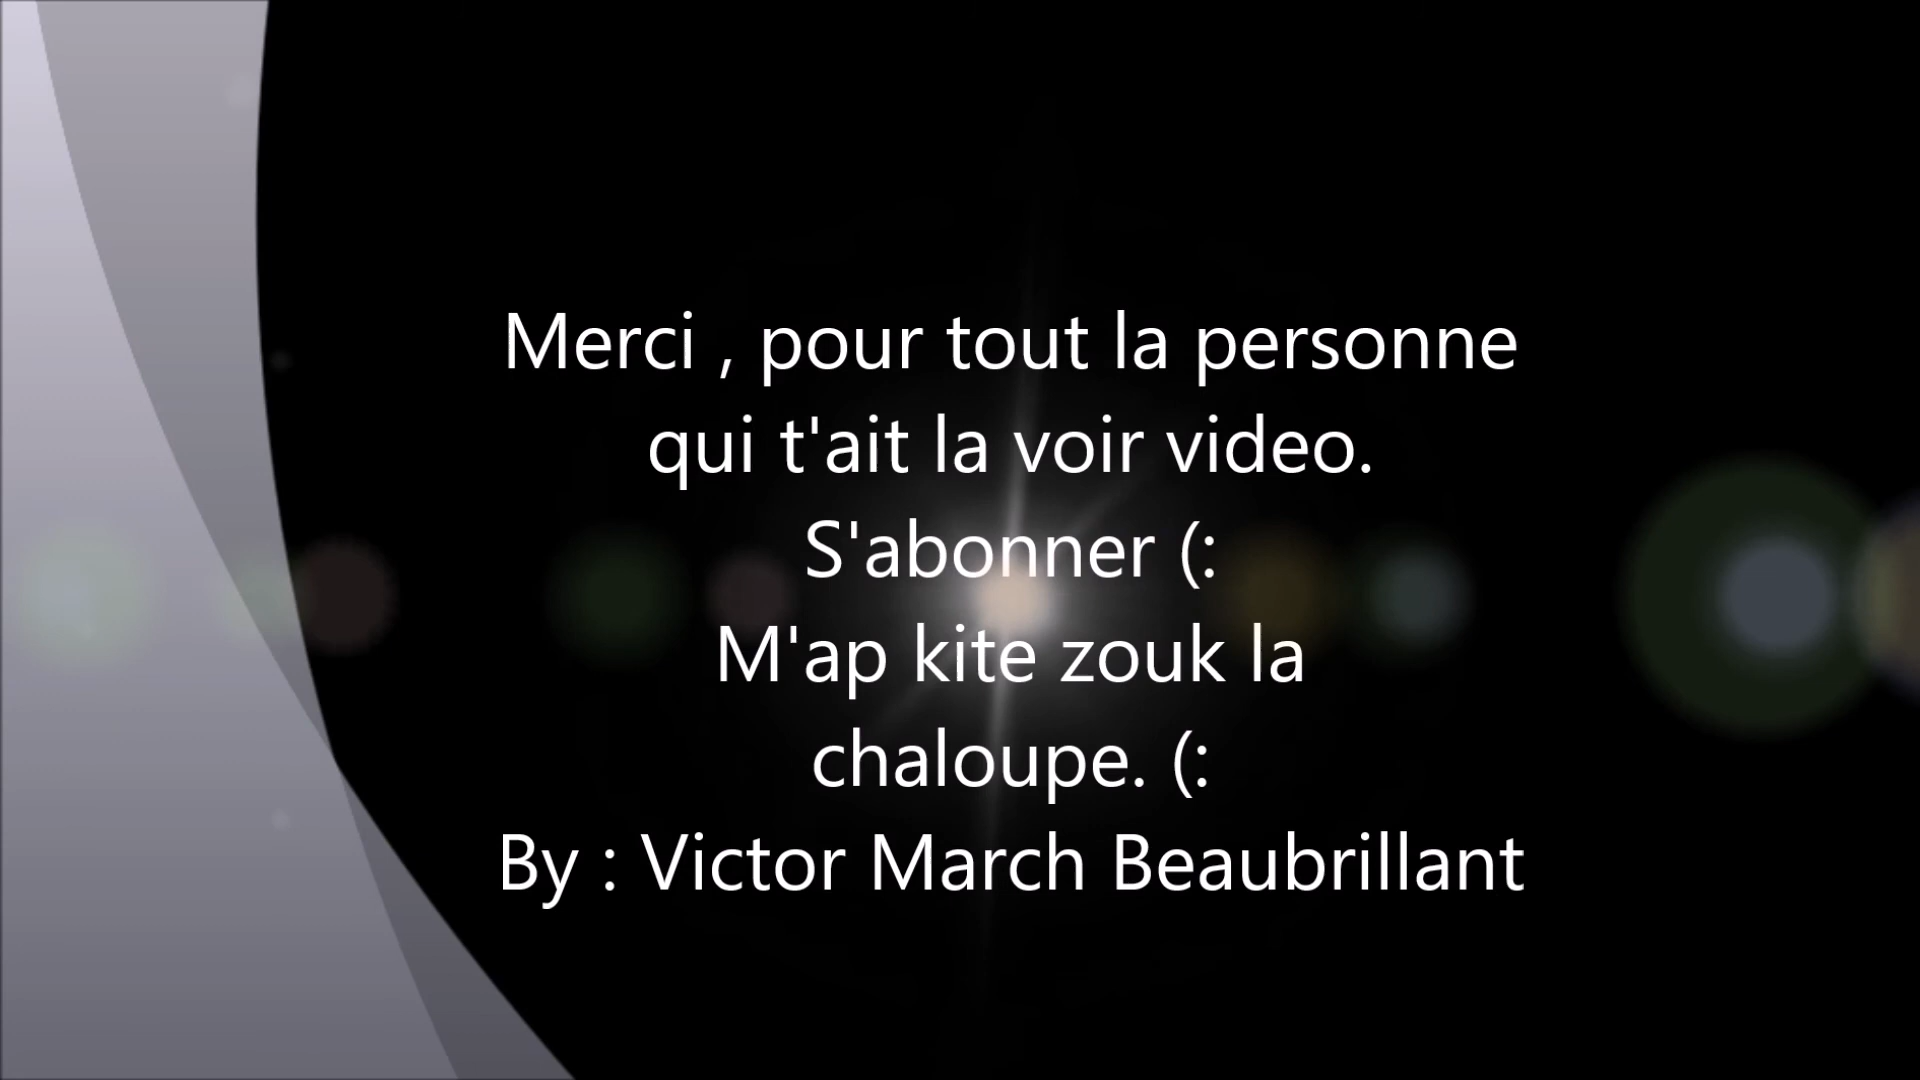 Merci , pour tout la personne
qui t'ait la voir video.
S'abonner (:
M'ap kite zouk la
chaloupe. (:
By : Victor March Beaubrillant